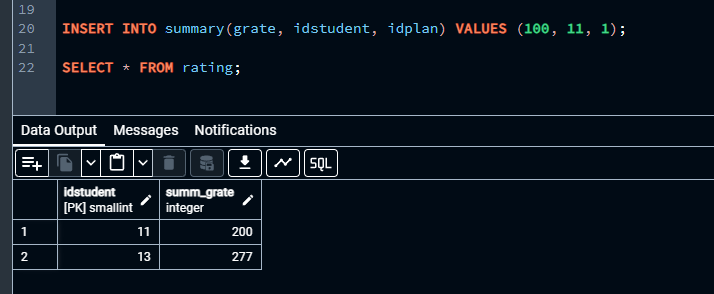 19
20 INSERT INTO summary(grate, idstudent, idplan) VALUES (100, 11, 1);
21
22 SELECT * FROM rating;
Data Output Messages Notifications
SQL
idstudent summ_grate
[PK] smallint integer
1 11 200
2 13 277